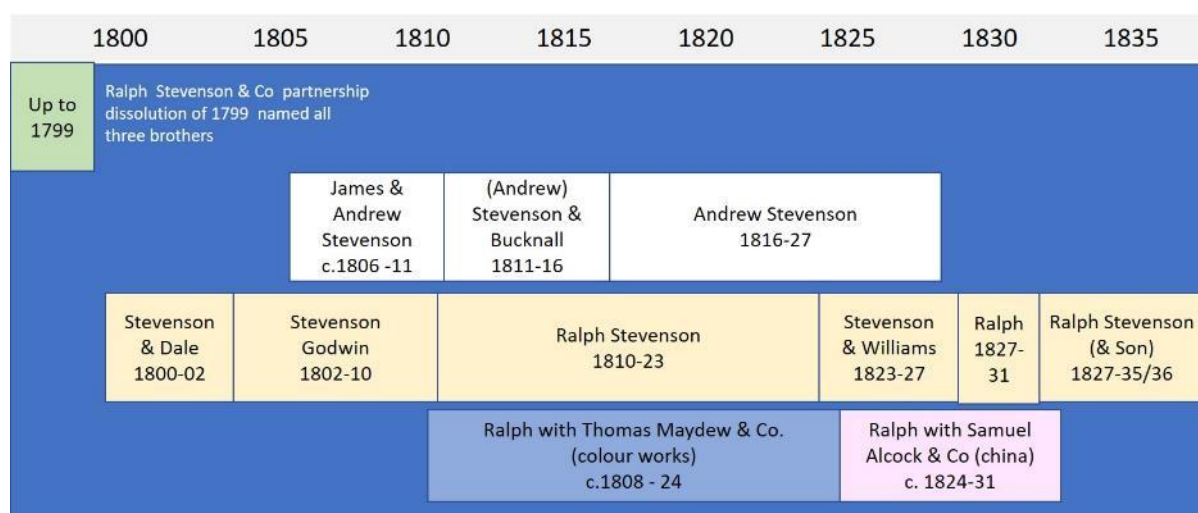 1800 1805 1810 1815 1820 1825 1830 1835
Up to
1799
Ralph Stevenson & Co partnership
dissolution of 1799 named all
three brothers
James &
Andrew
Stevenson
c.1806 -11
(Andrew)
Stevenson &
Bucknall
1811-16
Andrew Stevenson
1816-27
Stevenson
& Dale
1800-02
Stevenson
Godwin
1802-10
Ralph Stevenson
1810-23
Stevenson
& Williams
1823-27
Ralph
1827-
31
Ralph Stevenson
(& Son)
1827-35/36
Ralph with Thomas Maydew & Co.
(colour works)
c.1808 - 24
Ralph with Samuel
Alcock & Co (china)
c. 1824-31